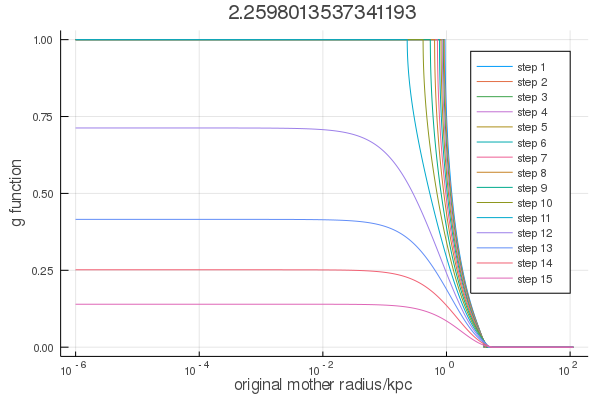 2.2598013537341193
g function
1.00
0.75
0.50
0.25
0.00
step 1
step 2
step 3
step 4
step 5
step 6
step 7
step 8
step 9
step 10
step 11
step 12
step 13
step 14
step 15
10^-6 10^-4 10^-2 10^0 10^2
original mother radius/kpc